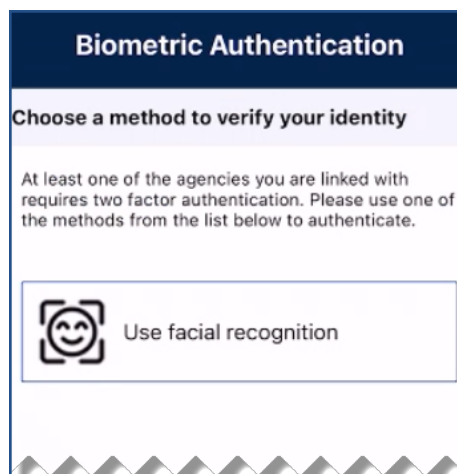 Biometric Authentication
Choose a method to verify your identity
At least one of the agencies you are linked with
requires two factor authentication. Please use one of
the methods from the list below to authenticate.
Use facial recognition